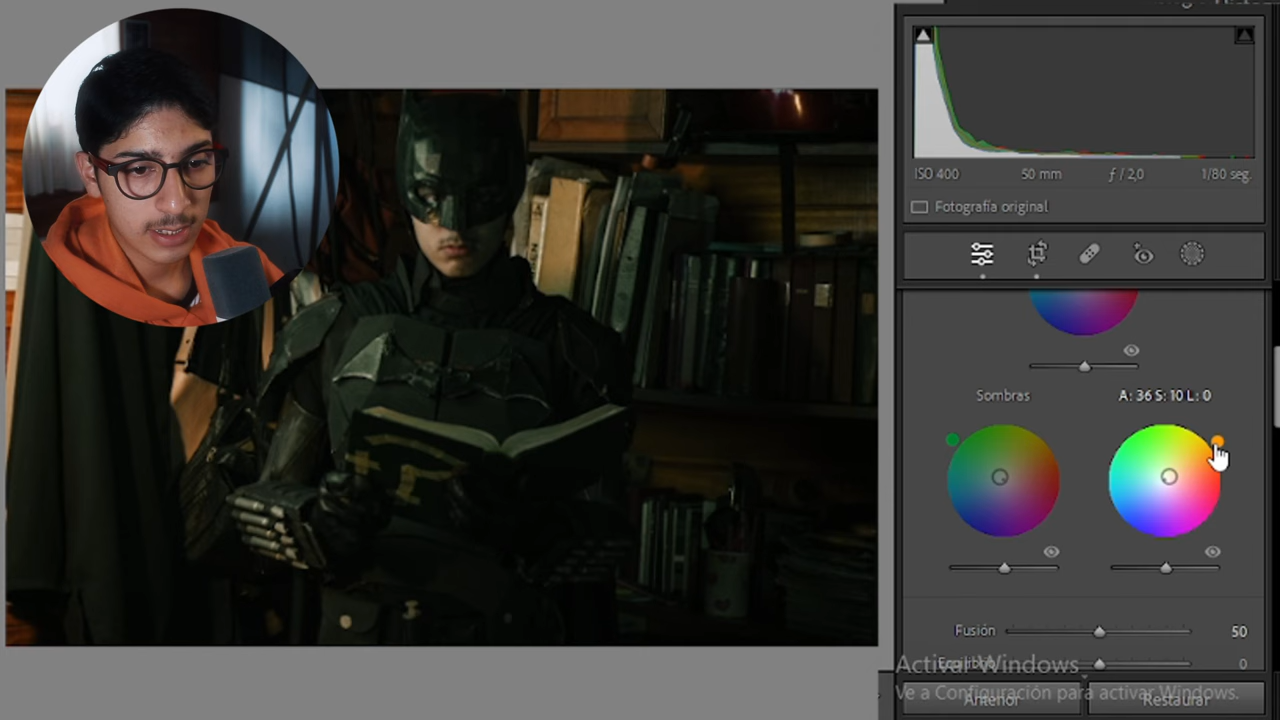 ISO 400 50 mm ƒ / 2,0 1/80 seg.
Fotografía original
Sombras A: 36 S: 10 L: 0
Fusión 50
Equilibrio 0
Activar Windows
Ve a Configuración para activar Windows.
Anterior Restaurar